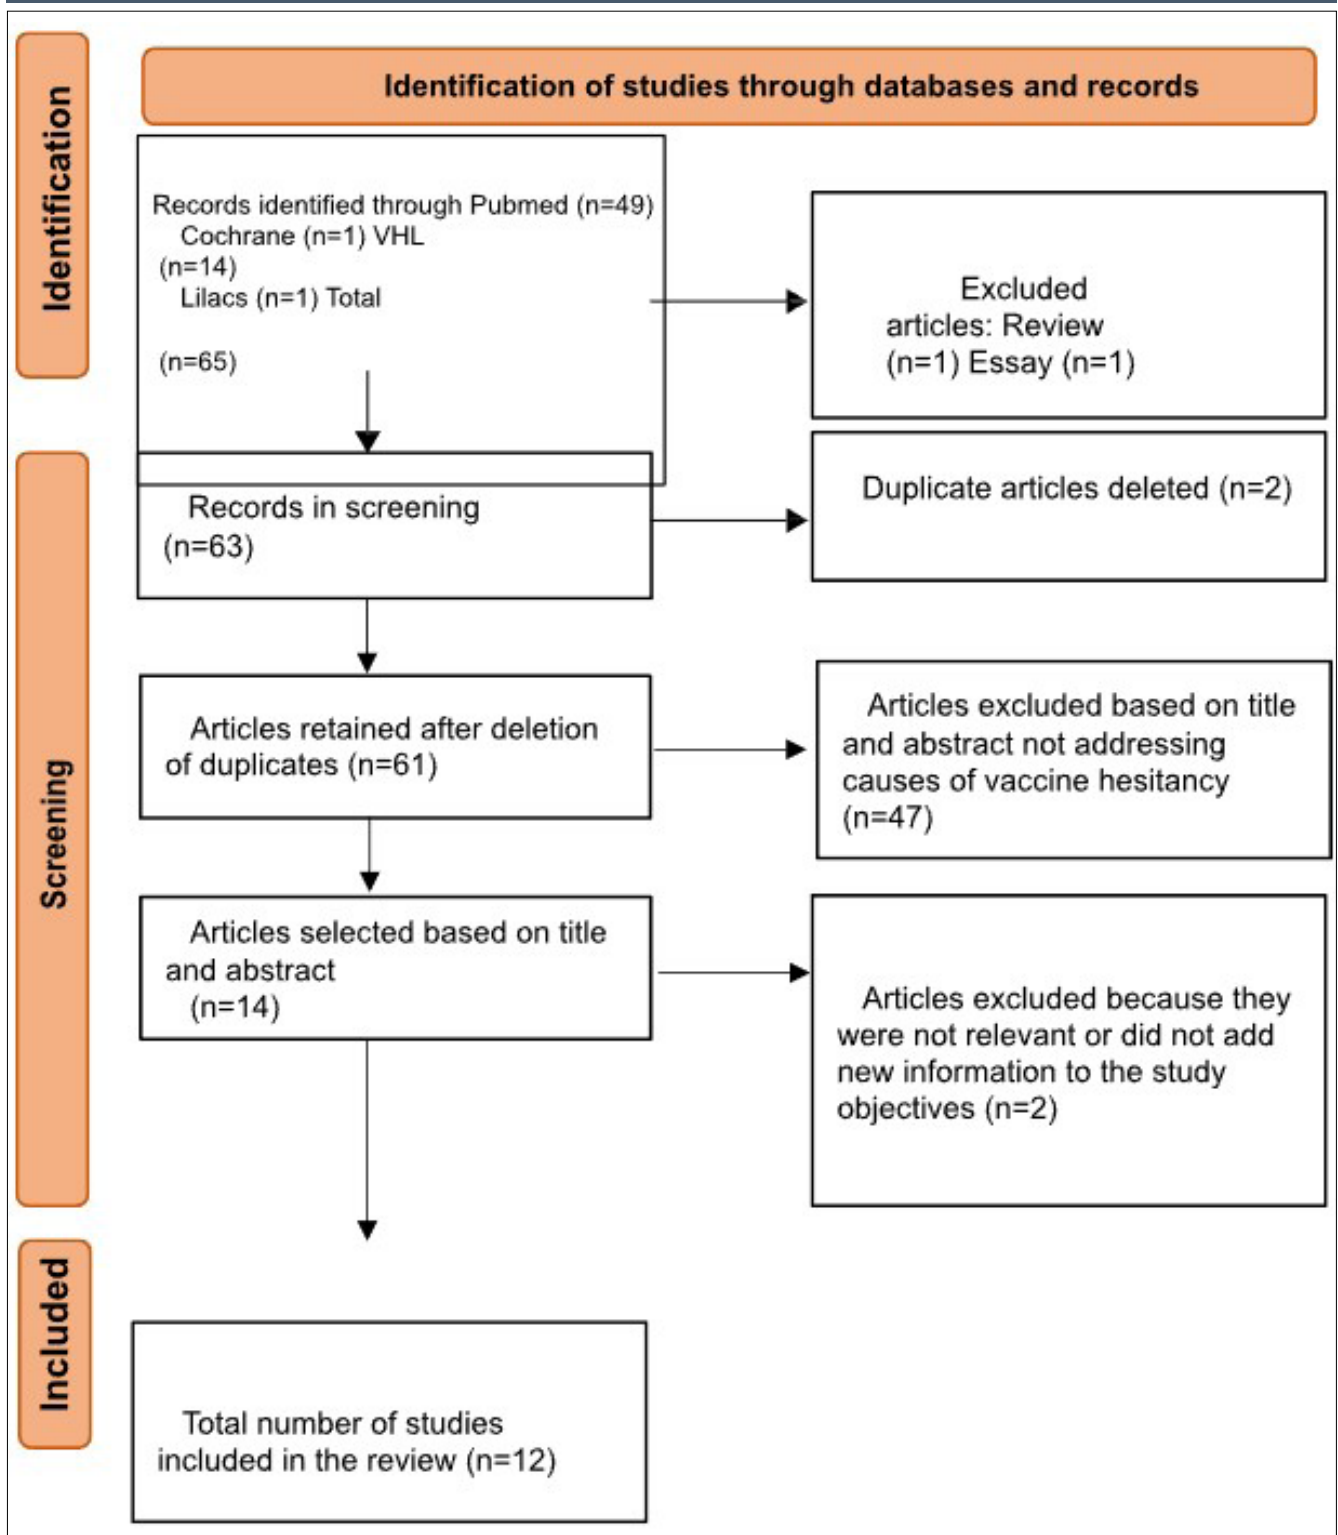 Identification
Identification of studies through databases and records
Records identified through Pubmed (n=49)
Cochrane (n=1) VHL
(n=14)
Lilacs (n=1) Total
(n=65)
Excluded
articles: Review
(n=1) Essay (n=1)
Screening
Records in screening
(n=63)
Duplicate articles deleted (n=2)
Articles retained after deletion
of duplicates (n=61)
Articles excluded based on title
and abstract not addressing
causes of vaccine hesitancy
(n=47)
Articles selected based on title
and abstract
(n=14)
Articles excluded because they
were not relevant or did not add
new information to the study
objectives (n=2)
Included
Total number of studies
included in the review (n=12)